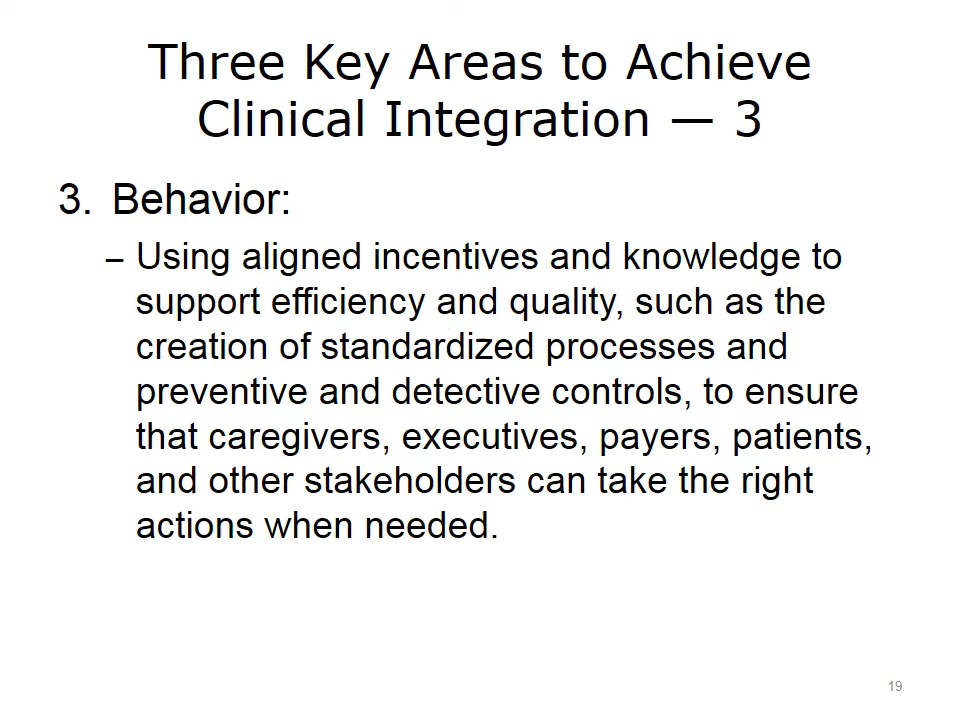 Three Key Areas to Achieve
Clinical Integration — 3
3. Behavior:
– Using aligned incentives and knowledge to
support efficiency and quality, such as the
creation of standardized processes and
preventive and detective controls, to ensure
that caregivers, executives, payers, patients,
and other stakeholders can take the right
actions when needed.
19